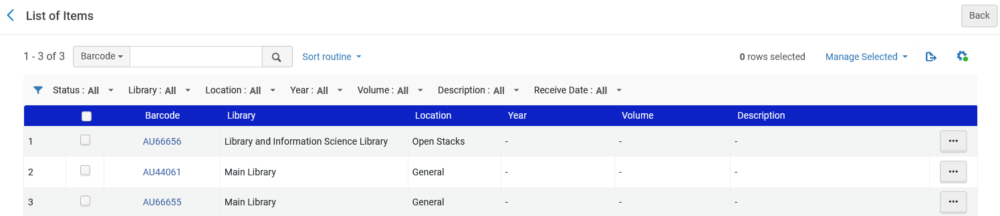 List of Items Back
1 - 3 of 3 Barcode Sort routine 0 rows selected Manage Selected
Status : All Library : All Location : All Year : All Volume : All Description : All Receive Date : All
Barcode Library Location Year Volume Description
1 AU66656 Library and Information Science Library Open Stacks - - - ...
2 AU44061 Main Library General - - - ...
3 AU66655 Main Library General - - - ...